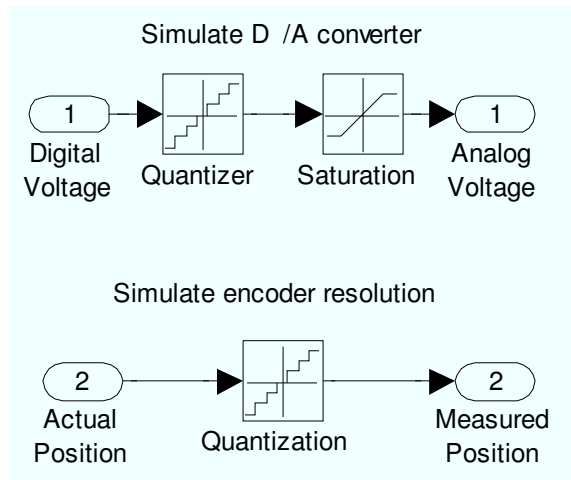 Simulate D /A converter
1
1
Digital
Voltage
Quantizer
Saturation
Analog
Voltage
Simulate encoder resolution
2
2
Actual
Position
Quantization
Measured
Position